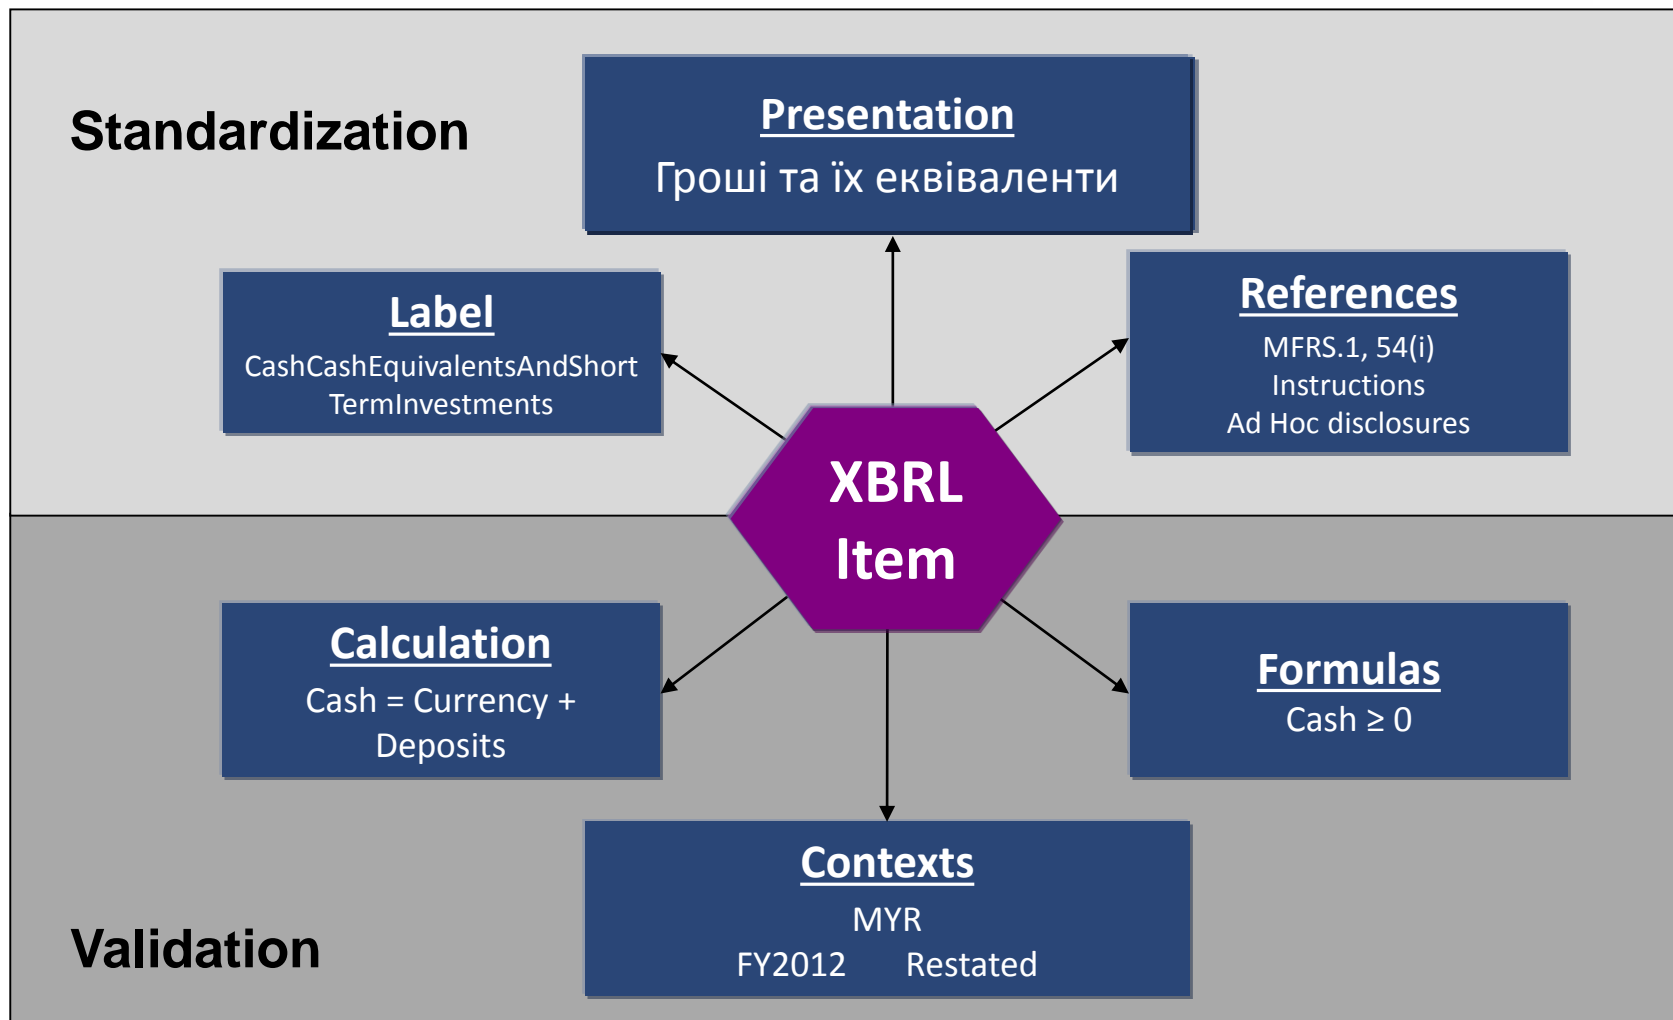 Standardization
Presentation
Гроші та їх еквіваленти
Label
CashCashEquivalentsAndShort
TermInvestments
References
MFRS.1, 54(i)
Instructions
Ad Hoc disclosures
XBRL
Item
Calculation
Cash = Currency +
Deposits
Formulas
Cash ≥ 0
Contexts
MYR
FY2012 Restated
Validation